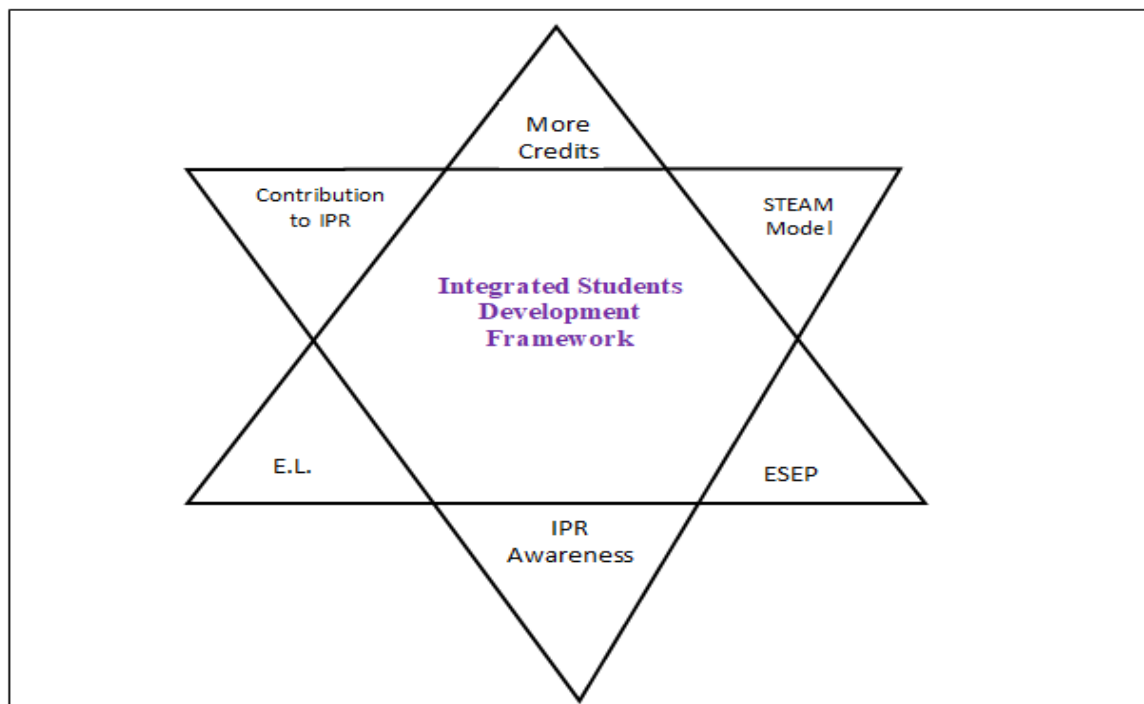 More
Credits
Contribution
to IPR
STEAM
Model
Integrated Students
Development
Framework
E.L.
ESEP
IPR
Awareness